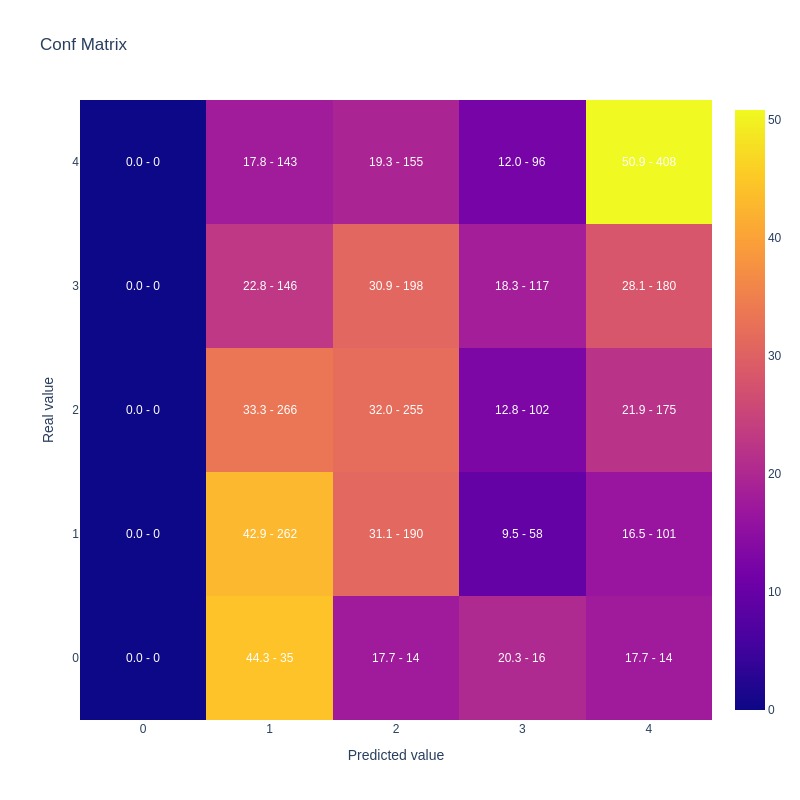 Conf Matrix
50
4 0.0 - 0 17.8 - 143 19.3 - 155 12.0 - 96 50.9 - 408
40
3 0.0 - 0 22.8 - 146 30.9 - 198 18.3 - 117 28.1 - 180
30
Real value
2 0.0 - 0 33.3 - 266 32.0 - 255 12.8 - 102 21.9 - 175
20
1 0.0 - 0 42.9 - 262 31.1 - 190 9.5 - 58 16.5 - 101
10
0 0.0 - 0 44.3 - 35 17.7 - 14 20.3 - 16 17.7 - 14
0
0 1 2 3 4
Predicted value